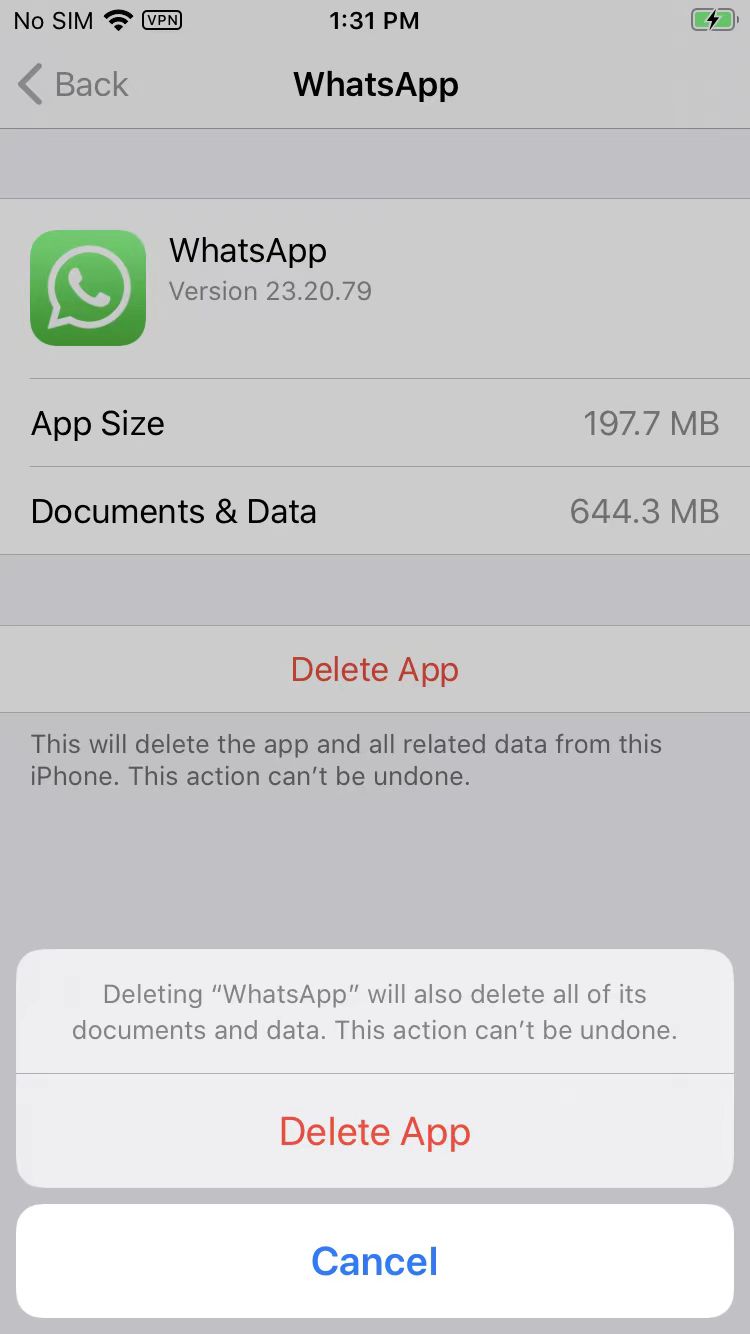 No SIM VPN 1:31 PM
Back WhatsApp
WhatsApp
Version 23.20.79
App Size 197.7 MB
Documents & Data 644.3 MB
Delete App
This will delete the app and all related data from this
iPhone. This action can’t be undone.
Deleting “WhatsApp” will also delete all of its
documents and data. This action can’t be undone.
Delete App
Cancel